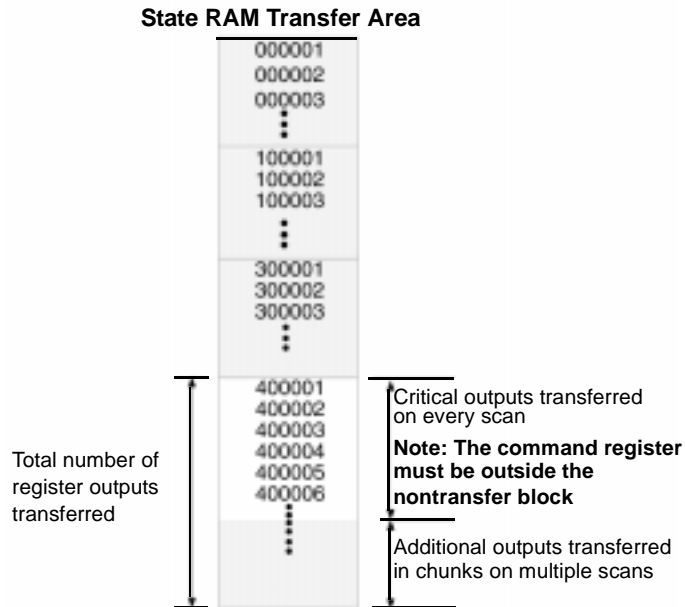 State RAM Transfer Area
000001
000002
000003
100001
100002
100003
300001
300002
300003
400001
400002
400003
400004
400005
400006
Total number of
register outputs
transferred
Critical outputs transferred
on every scan
Note: The command register
must be outside the
nontransfer block
Additional outputs transferred
in chunks on multiple scans